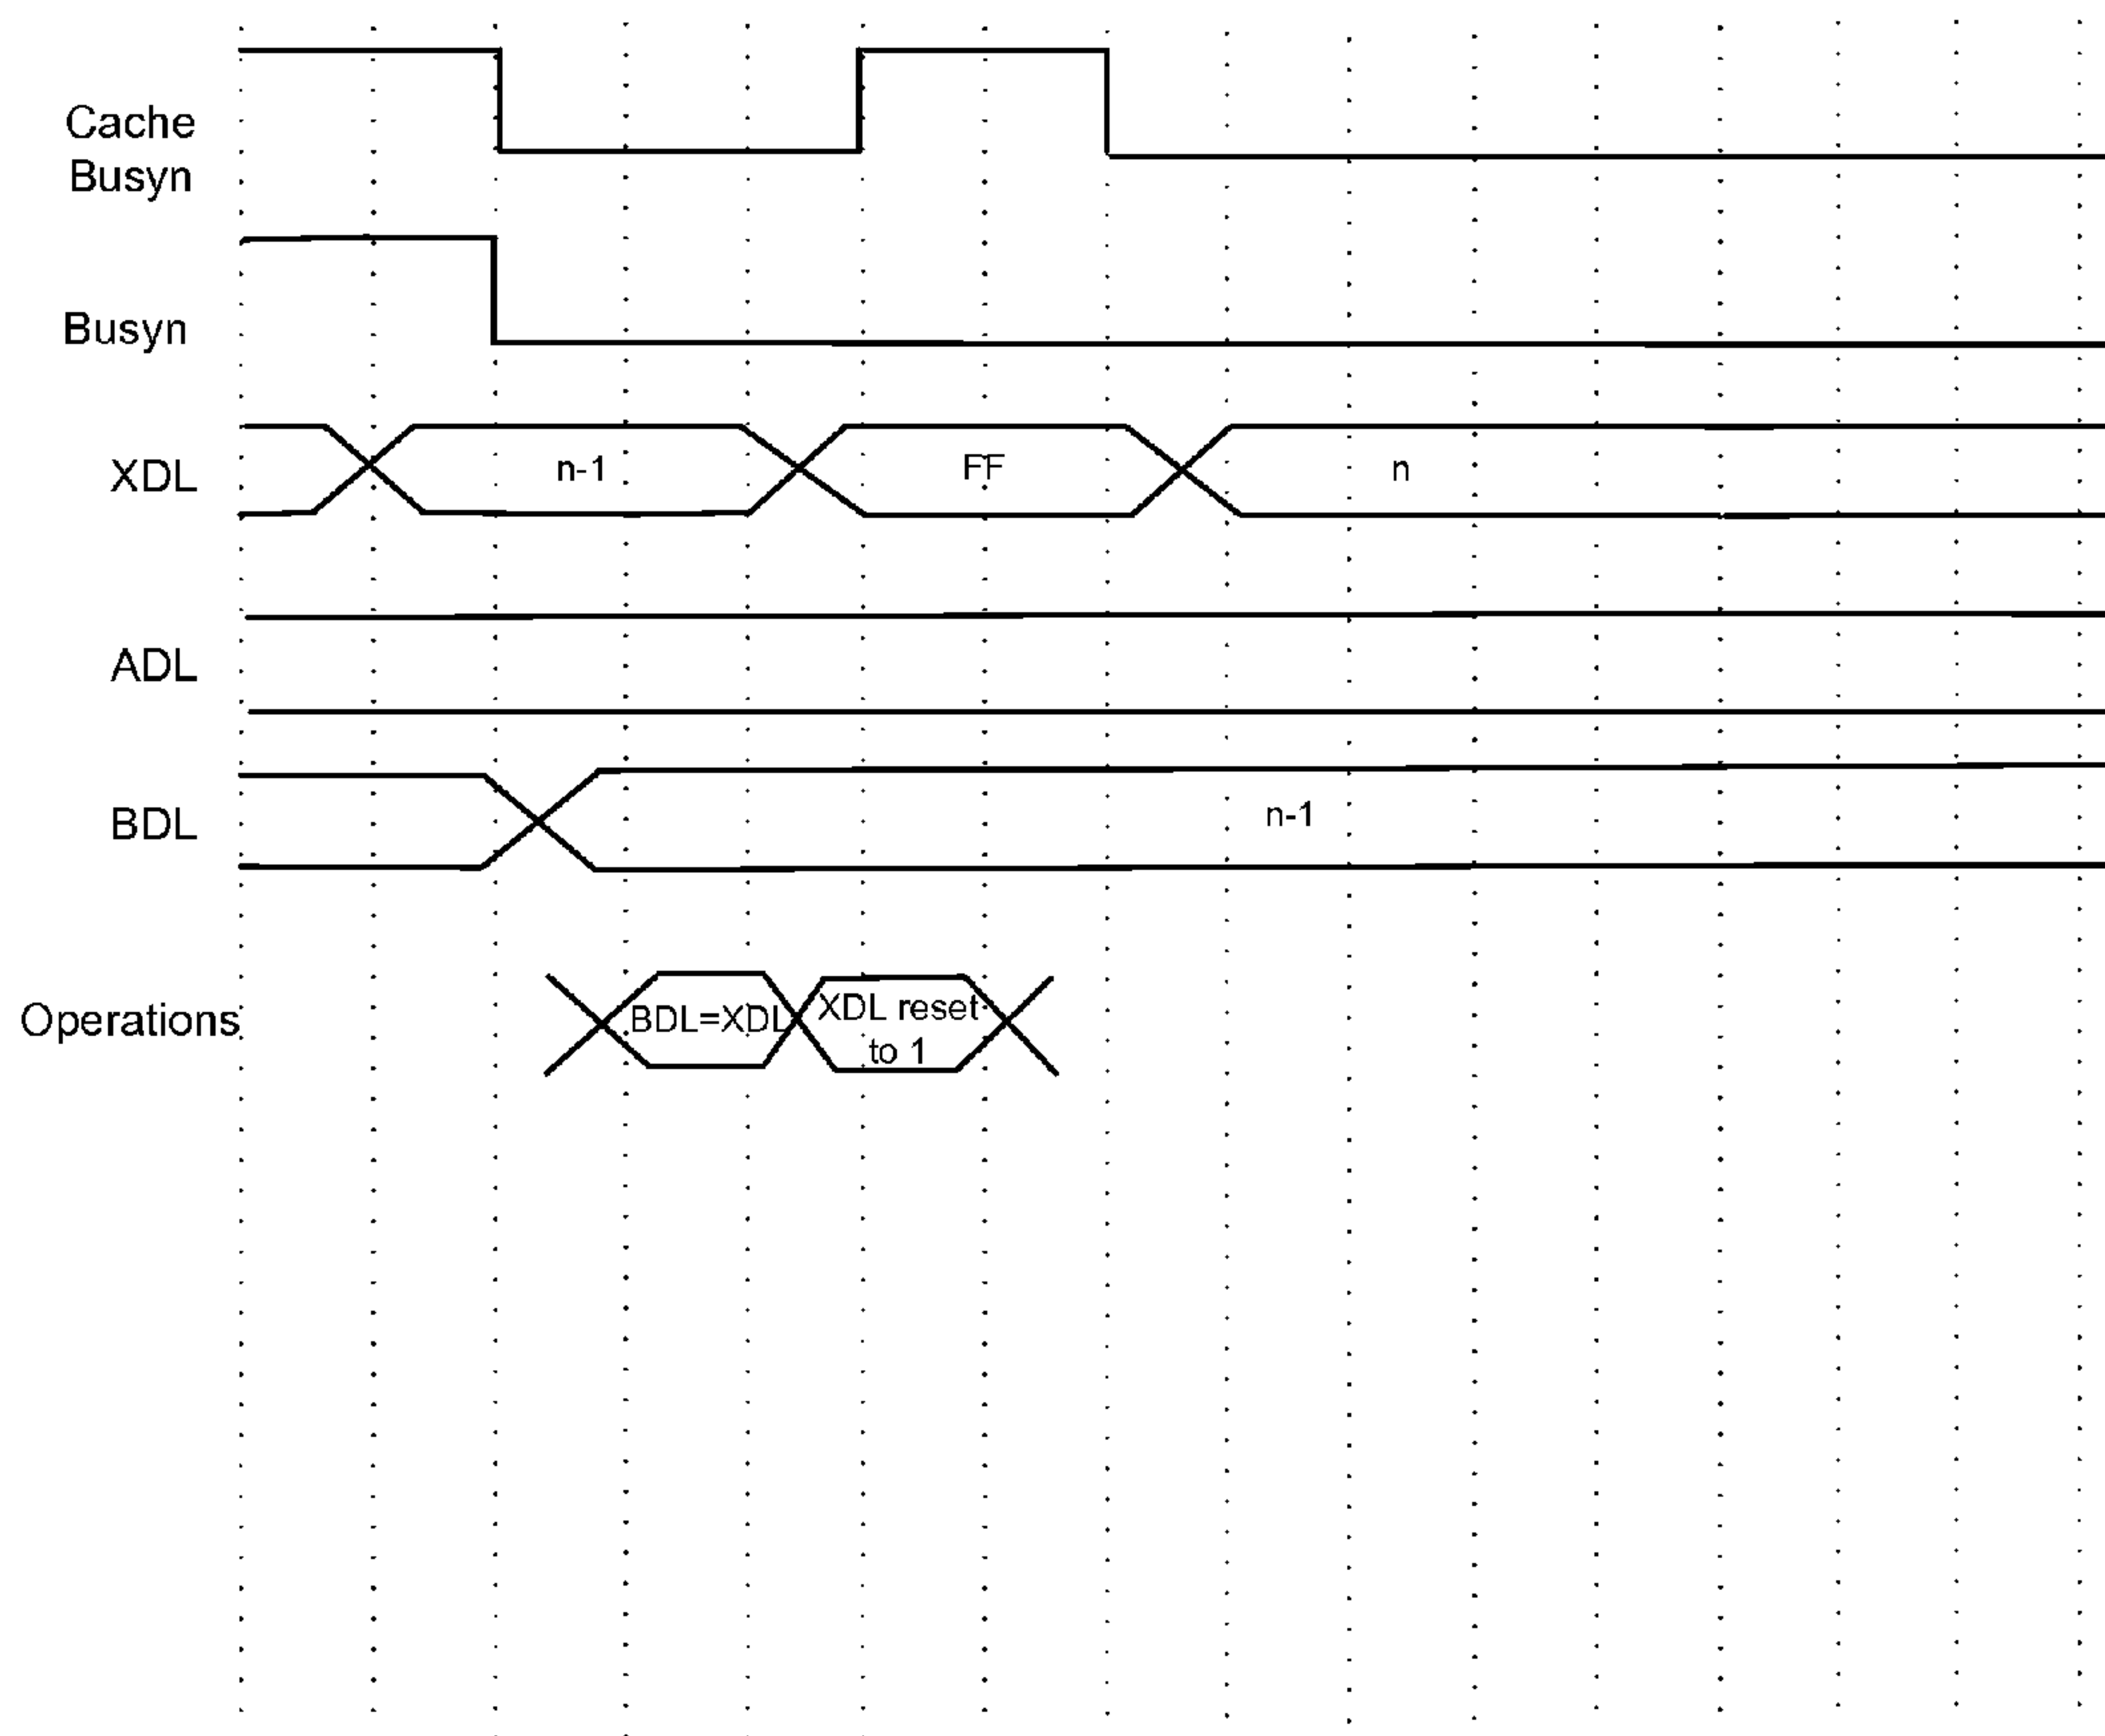 Cache
Busyn
Busyn
XDL
n-1
FF
n
ADL
BDL
n-1
Operations
BDL=XDL
XDL reset
to 1